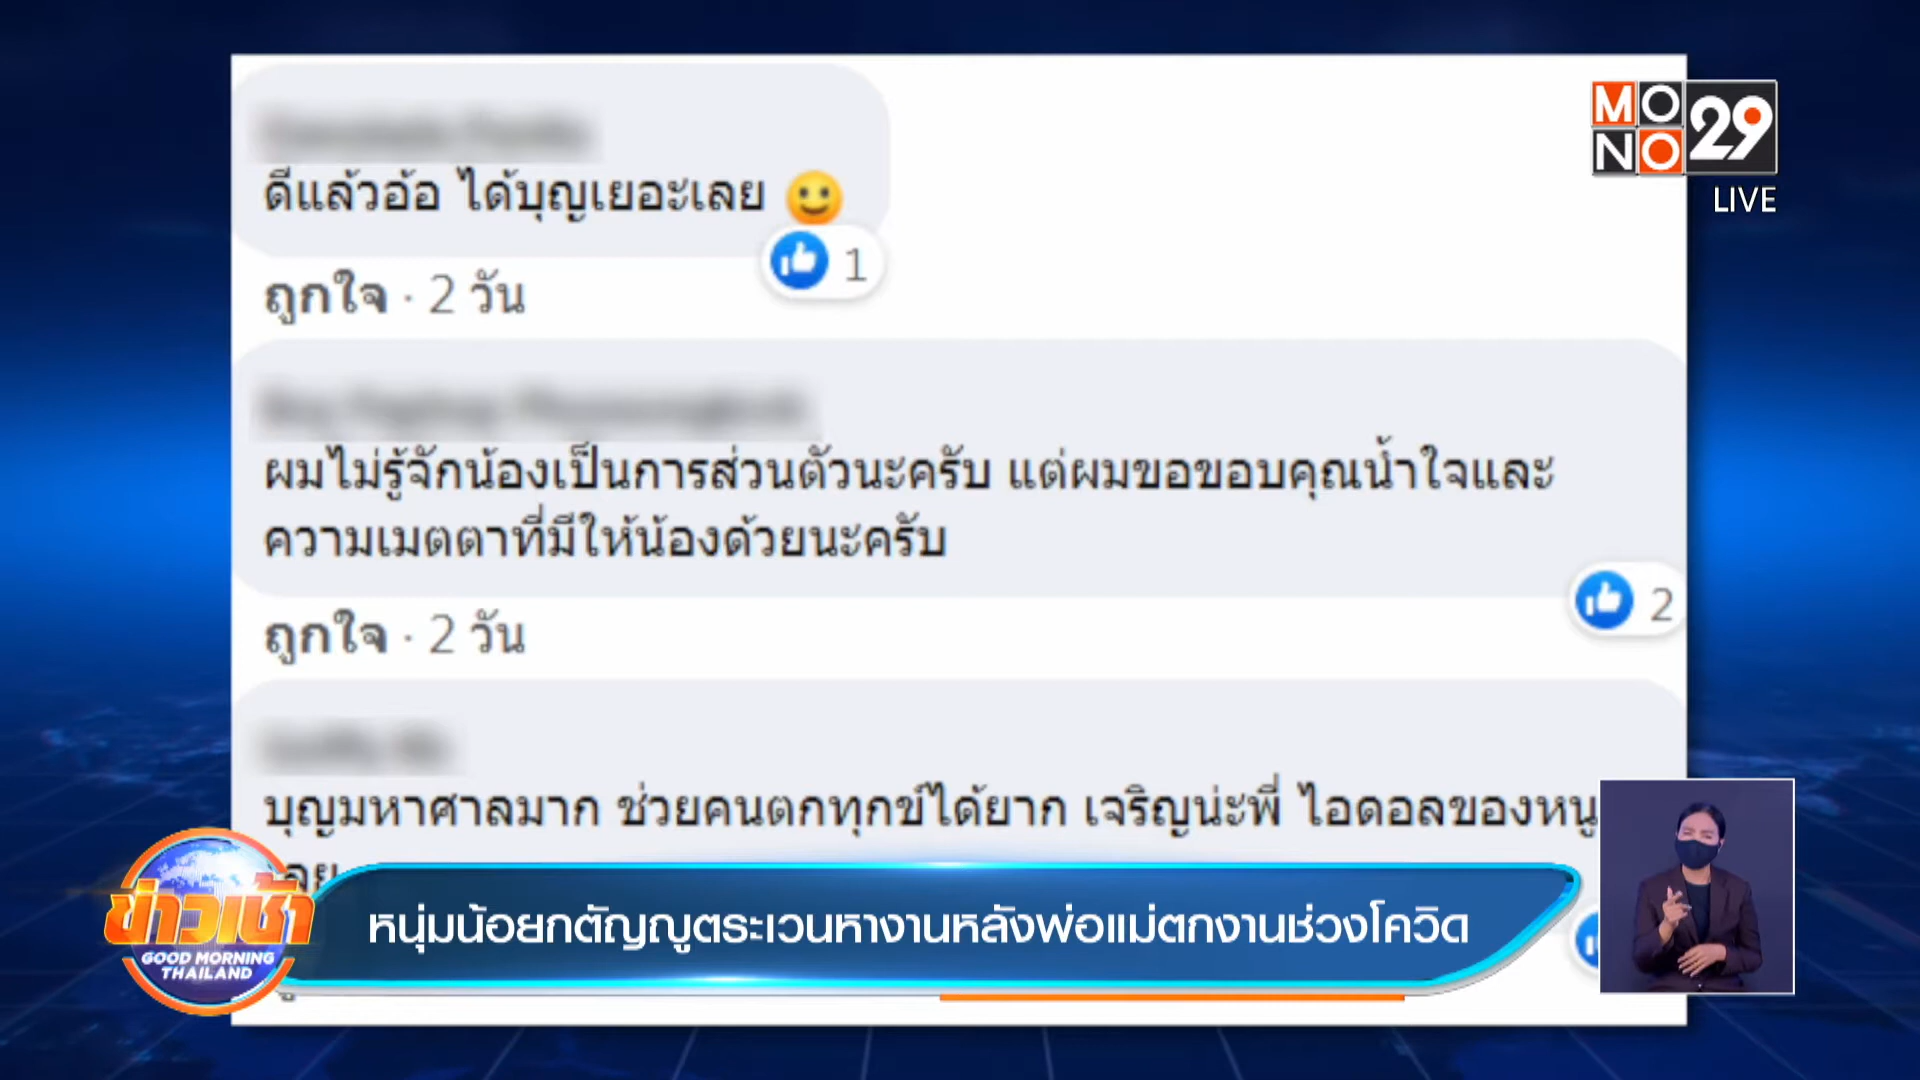 MONO 29
LIVE
ดีแล้วอ้อ ได้บุญเยอะเลย
1
ถูกใจ · 2 วัน
ผมไม่รู้จักน้องเป็นการส่วนตัวนะครับ แต่ผมขอขอบคุณน้ำใจและ
ความเมตตาที่มีให้น้องด้วยนะครับ
2
ถูกใจ · 2 วัน
บุญมหาศาลมาก ช่วยคนตกทุกข์ได้ยาก เจริญน่ะพี่ ไอดอลของหนู
ข่าวเช้า
GOOD MORNING
THAILAND
หนุ่มน้อยกตัญญูตระเวนหางานหลังพ่อแม่ตกงานช่วงโควิด